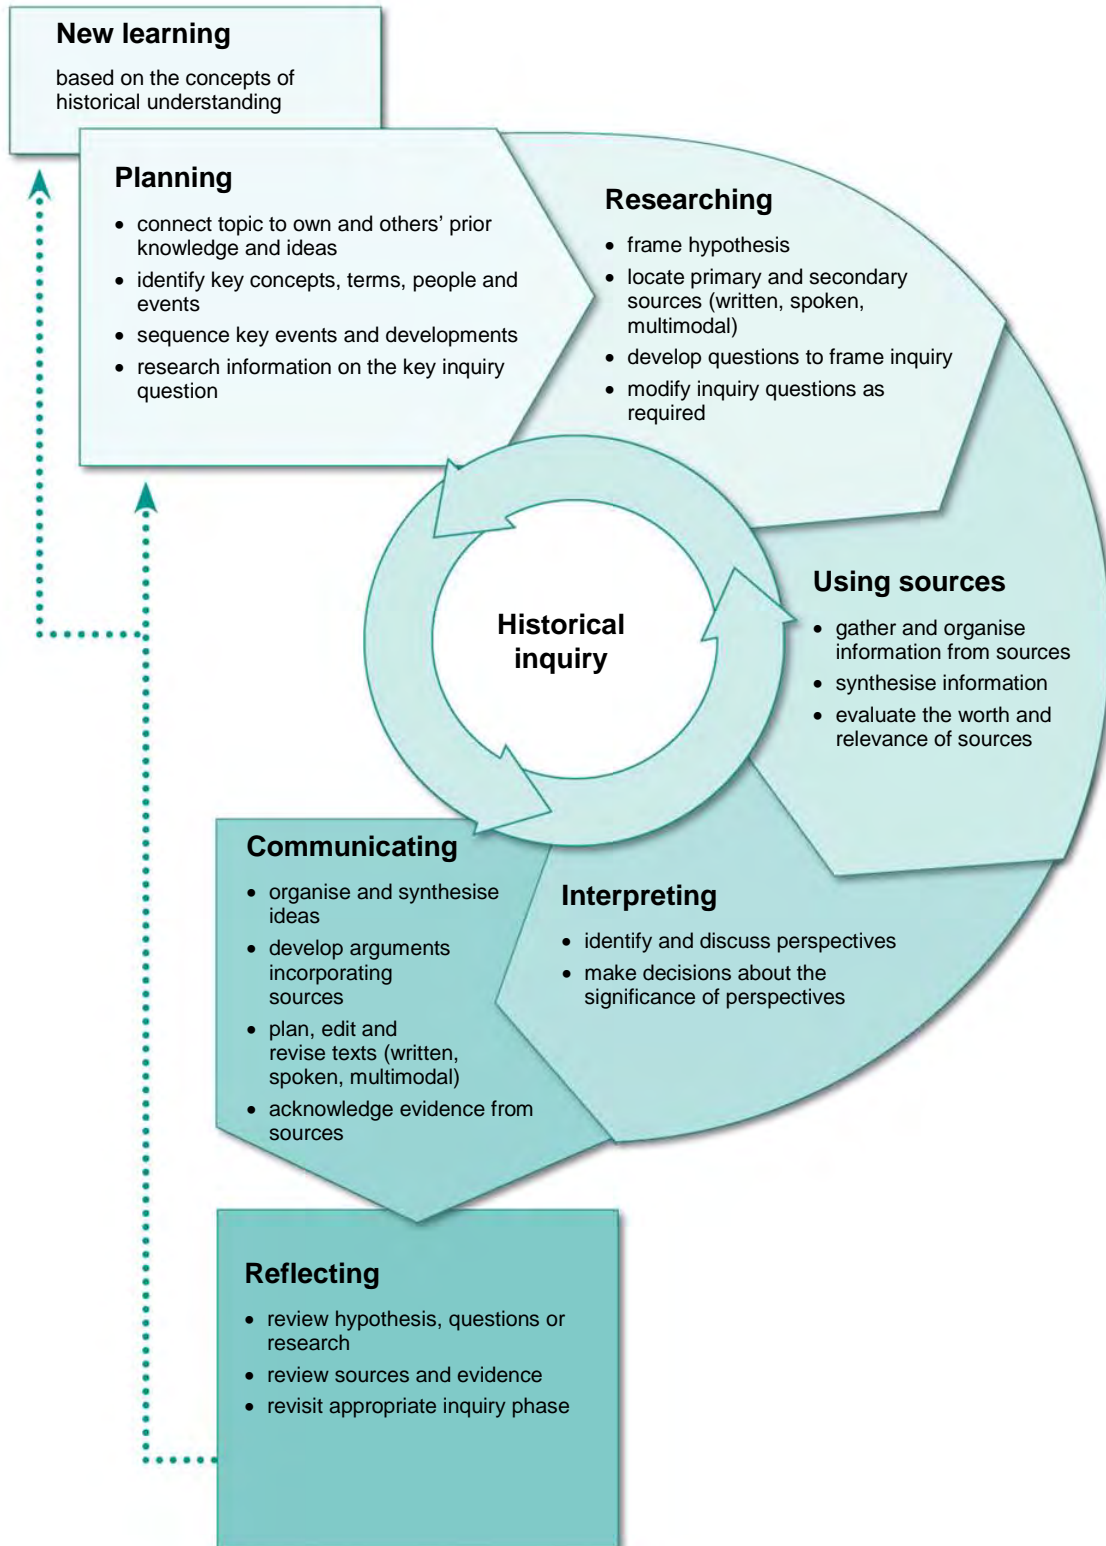 New learning
based on the concepts of
historical understanding
Planning
• connect topic to own and others’ prior
knowledge and ideas
• identify key concepts, terms, people and
events
• sequence key events and developments
• research information on the key inquiry
question
Researching
• frame hypothesis
• locate primary and secondary
sources (written, spoken,
multimodal)
• develop questions to frame inquiry
• modify inquiry questions as
required
Using sources
• gather and organise
information from sources
• synthesise information
• evaluate the worth and
relevance of sources
Historical
inquiry
Interpreting
• identify and discuss perspectives
• make decisions about the
significance of perspectives
Communicating
• organise and synthesise
ideas
• develop arguments
incorporating
sources
• plan, edit and
revise texts (written,
spoken, multimodal)
• acknowledge evidence from
sources
Reflecting
• review hypothesis, questions or
research
• review sources and evidence
• revisit appropriate inquiry phase